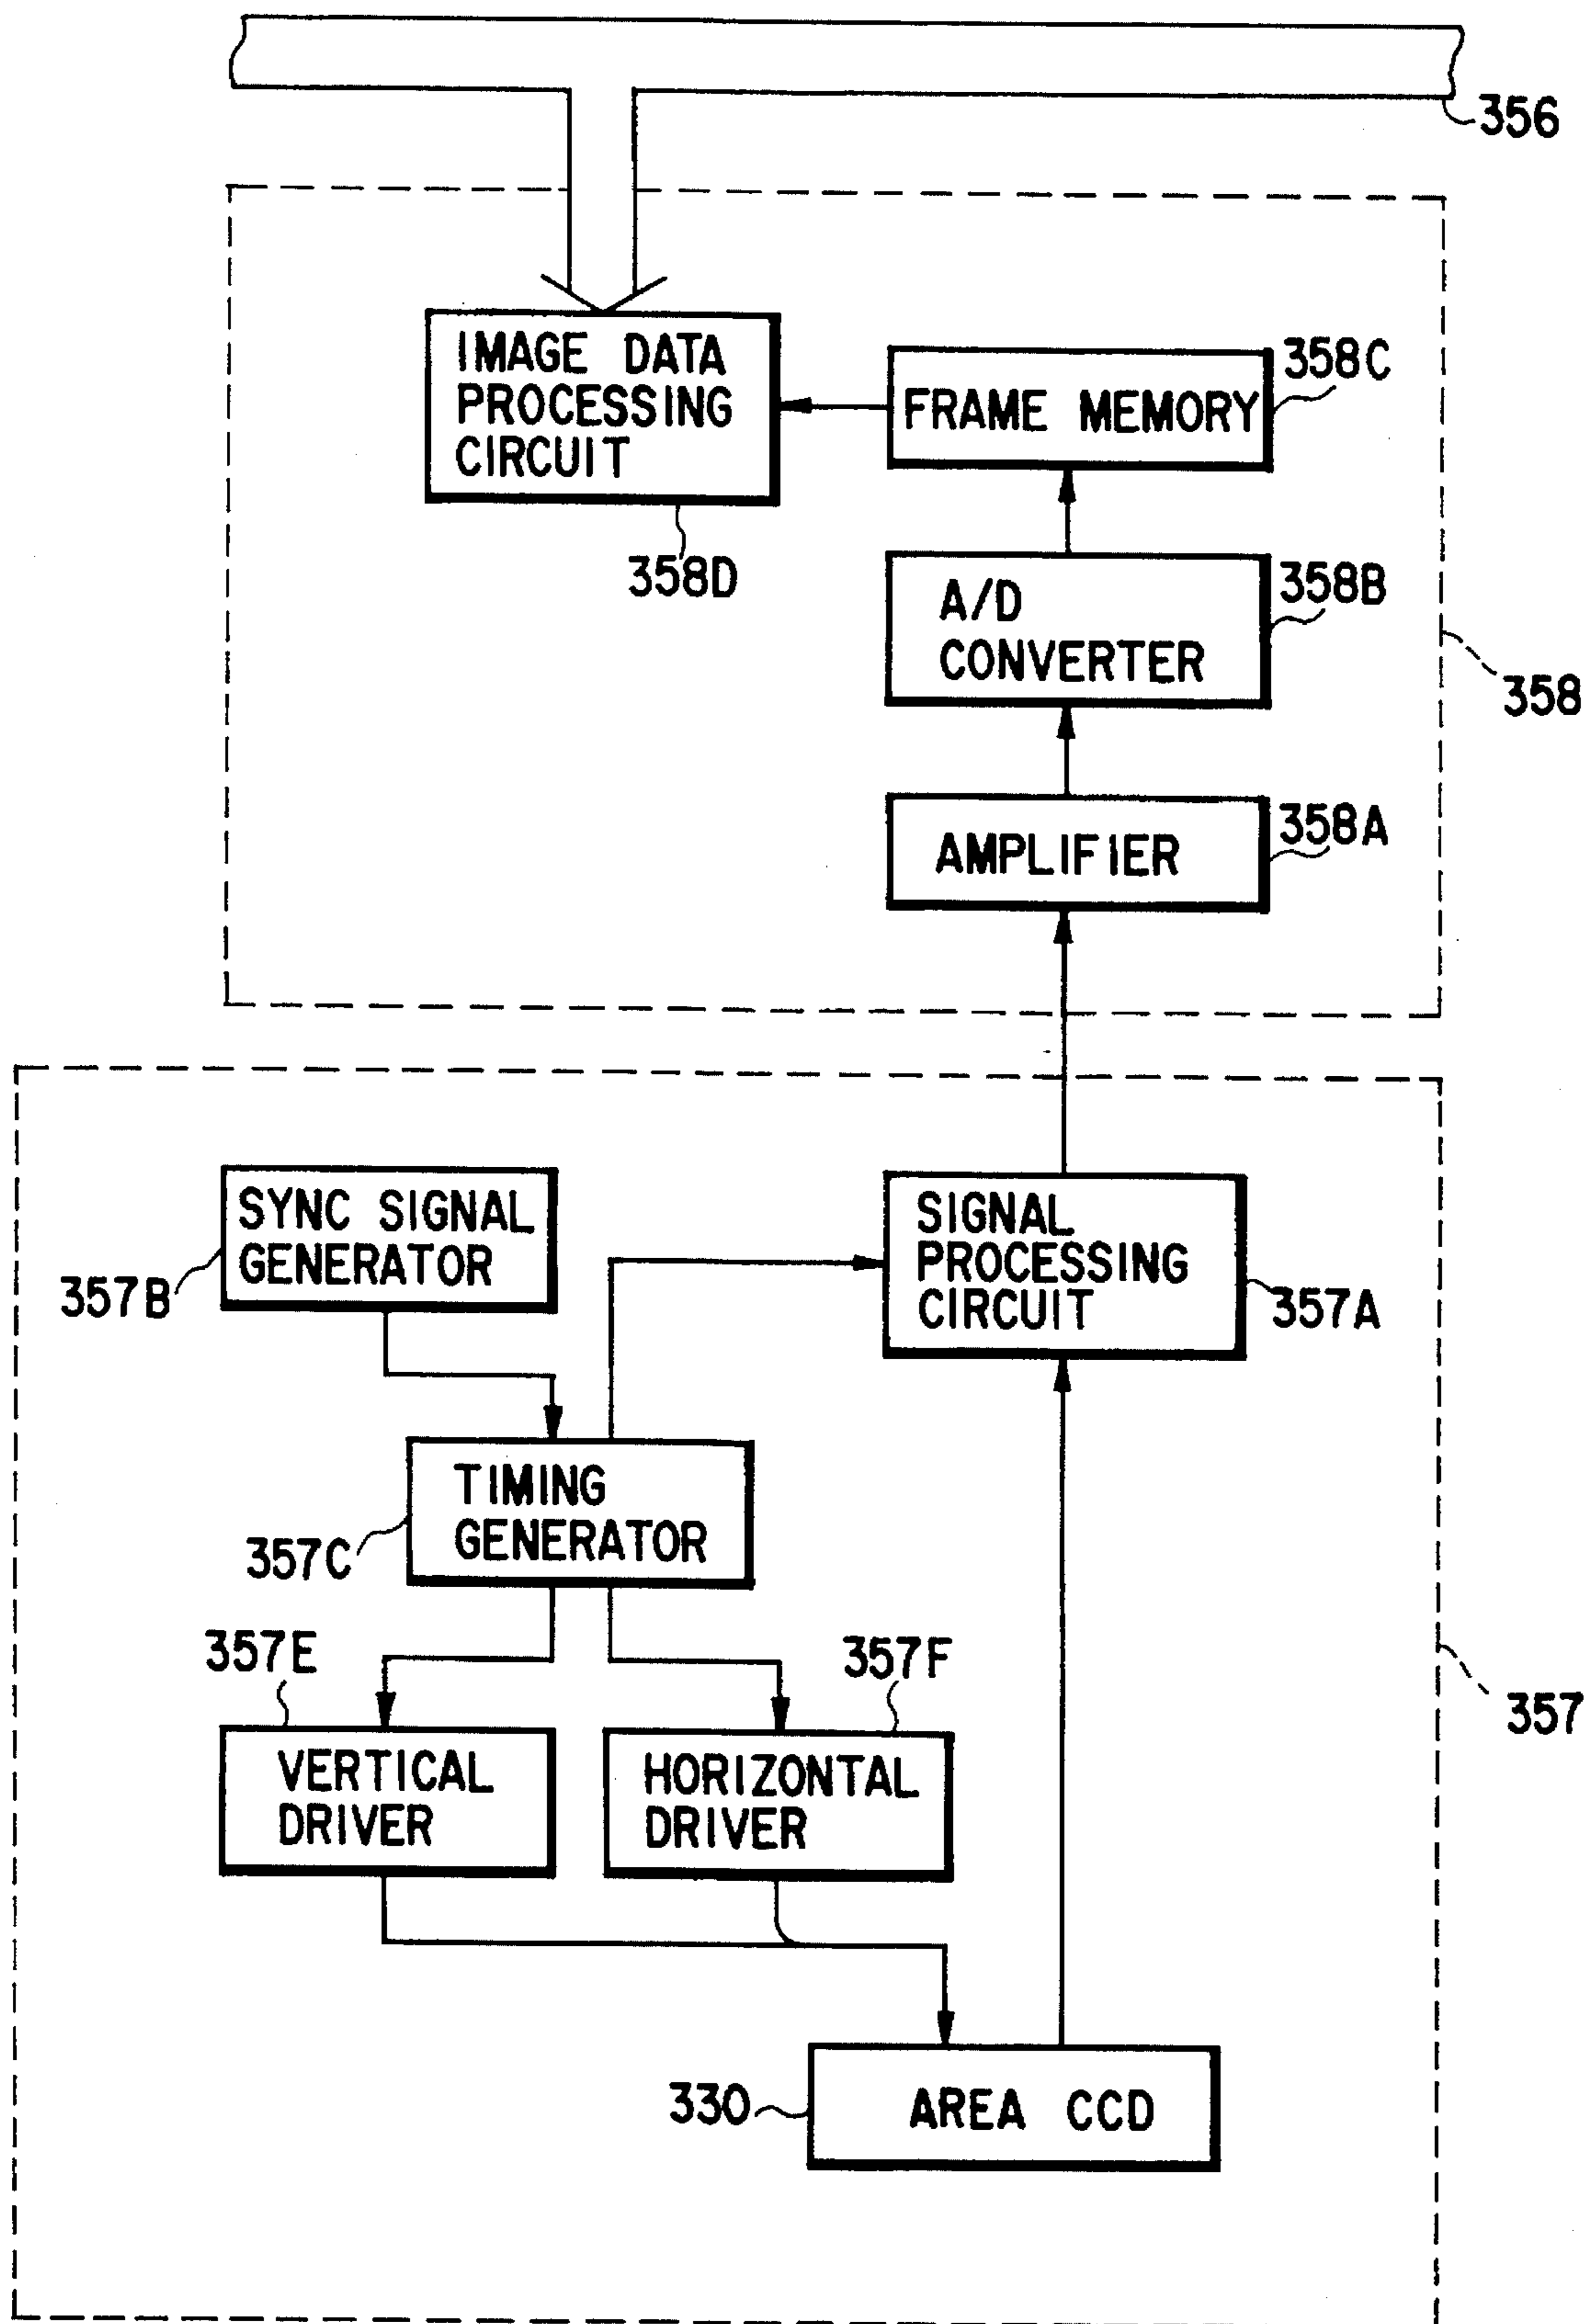 356
IMAGE DATA
PROCESSING
CIRCUIT
358D
FRAME MEMORY
358C
A/D
CONVERTER
358B
358
AMPLIFIER
358A
SYNC SIGNAL
GENERATOR
357B
SIGNAL
PROCESSING
CIRCUIT
357A
TIMING
GENERATOR
357C
357E
357F
357
VERTICAL
DRIVER
HORIZONTAL
DRIVER
330
AREA CCD